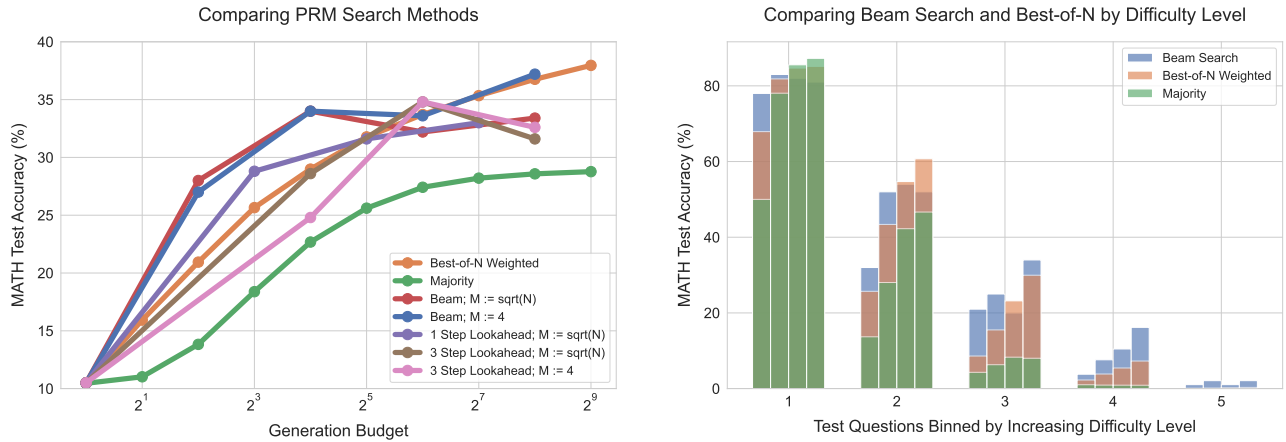 Comparing PRM Search Methods
MATH Test Accuracy (%)
40
35
30
25
20
15
10
2^1
2^3
2^5
2^7
2^9
Generation Budget
Best-of-N Weighted
Majority
Beam; M := sqrt(N)
Beam; M := 4
1 Step Lookahead; M := sqrt(N)
3 Step Lookahead; M := sqrt(N)
3 Step Lookahead; M := 4
Comparing Beam Search and Best-of-N by Difficulty Level
MATH Test Accuracy (%)
80
60
40
20
0
1
2
3
4
5
Test Questions Binned by Increasing Difficulty Level
Beam Search
Best-of-N Weighted
Majority